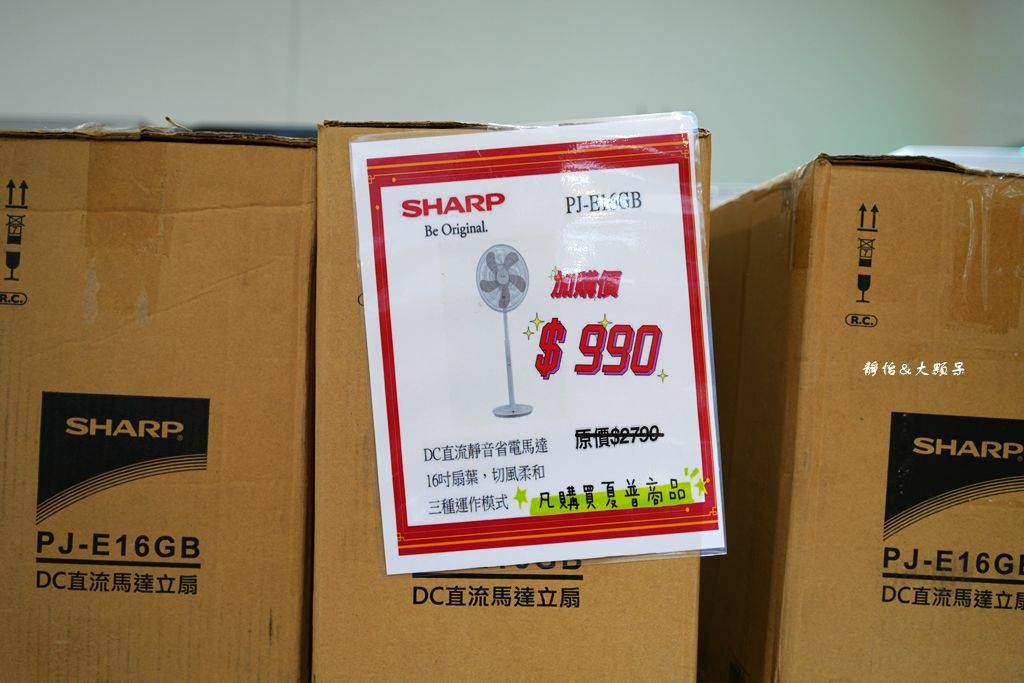 SHARP
PJ-E16GB
Be Original.
加購價
$ 990
原價$2790
DC直流靜音省電馬達
16吋扇葉，切風柔和
三種運作模式
凡購買夏普商品
R.C.
SHARP
PJ-E16GB
DC直流馬達立扇
DC直流馬達立扇
R.C.
靜怡&大顆呆
SHARP
PJ-E16GB
DC直流馬達立扇